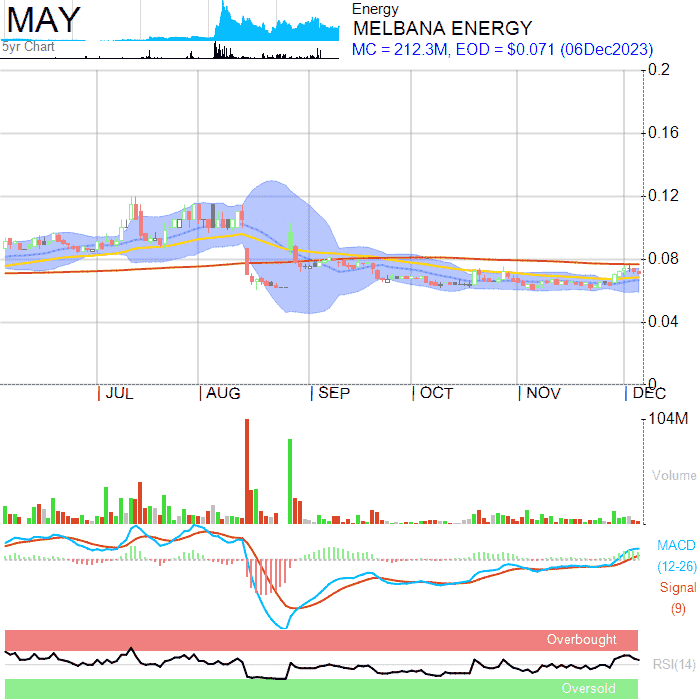 MAY
5yr Chart
Energy
MELBANA ENERGY
MC = 212.3M, EOD = $0.071 (06Dec2023)
0.2
0.16
0.12
0.08
0.04
0
JUL AUG SEP OCT NOV DEC
104M
Volume
MACD
(12-26)
Signal
(9)
Overbought
RSI(14)
Oversold